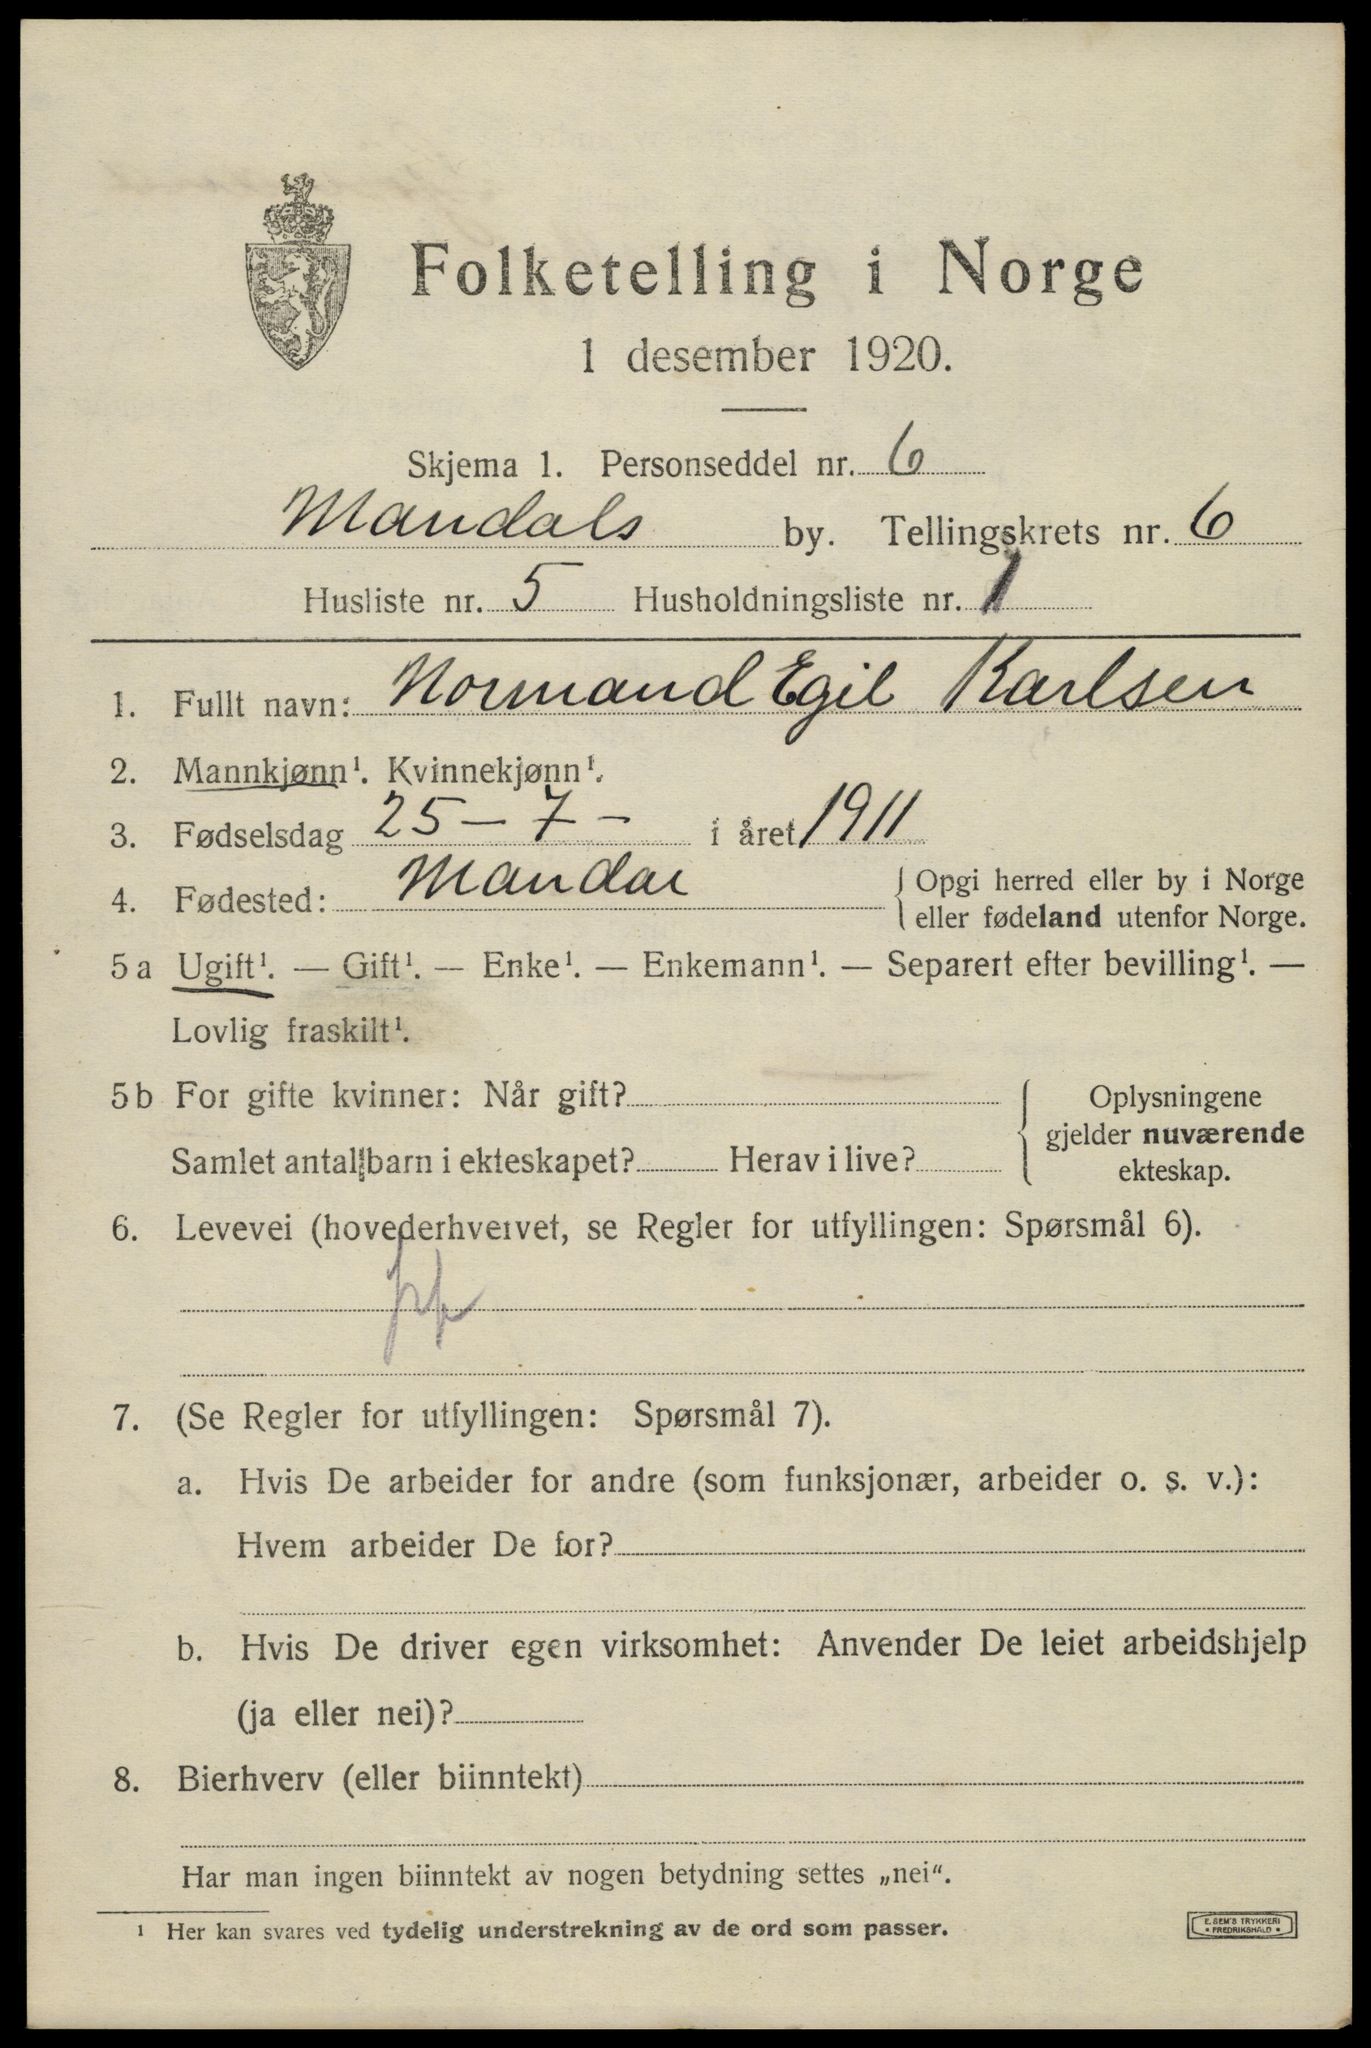 Folketelling i Norge
1 desember 1920.
Skjema 1. Personseddel nr. 6
Mandals by. Tellingskrets nr. 6
Husliste nr. 5 Husholdningsliste nr. 1
1. Fullt navn: Normand Egil Karlsen
2. Mannkjønn¹. Kvinnekjønn¹.
3. Fødselsdag 25 – 7 – i året 1911
4. Fødested: Mandal { Opgi herred eller by i Norge
eller fødeland utenfor Norge.
5 a Ugift¹. — Gift¹. — Enke¹. — Enkemann¹. — Separert efter bevilling¹. —
Lovlig fraskilt¹.
5 b For gifte kvinner: Når gift? { Oplysningene
gjelder nuværende
Samlet antall barn i ekteskapet? Herav i live?
ekteskap.
6. Levevei (hovederhvervet, se Regler for utfyllingen: Spørsmål 6).
7. (Se Regler for utfyllingen: Spørsmål 7).
a. Hvis De arbeider for andre (som funksjonær, arbeider o. s. v.):
Hvem arbeider De for?
b. Hvis De driver egen virksomhet: Anvender De leiet arbeidshjelp
(ja eller nei)?
8. Bierhverv (eller biinntekt)
Har man ingen biinntekt av nogen betydning settes „nei“.
¹ Her kan svares ved tydelig understrekning av de ord som passer.
E. SEM'S TRYKKERI
• FREDRIKSHALD •